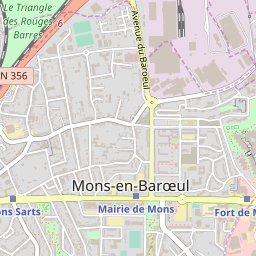 Le Triangle
des Rouges
Barres
Avenue du Barœul
N 356
Mons-en-Barœul
Mairie de Mons
ons Sarts
Fort de M